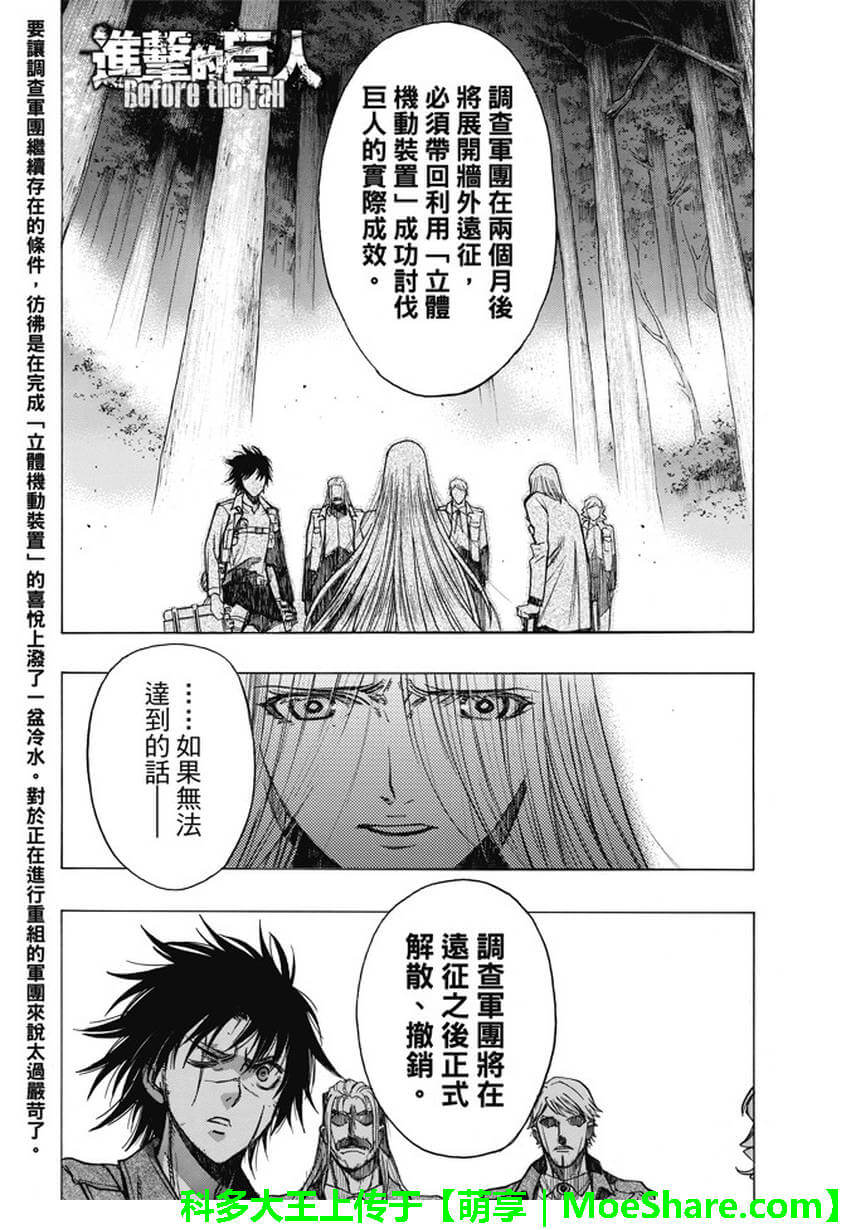 進擊的巨人
Before the fall
調查軍團在兩個月後
將展開牆外遠征，
必須帶回利用「立體
機動裝置」成功討伐
巨人的實際成效。
要讓調查軍團繼續存在的條件，彷彿是在完成「立體機動裝置」的喜悅上潑了一盆冷水。對於正在進行重組的軍團來說太過嚴苛了。
……如果無法
達到的話——
調查軍團將在
遠征之後正式
解散、撤銷。
科多大王上传于【萌享｜MoeShare.com】